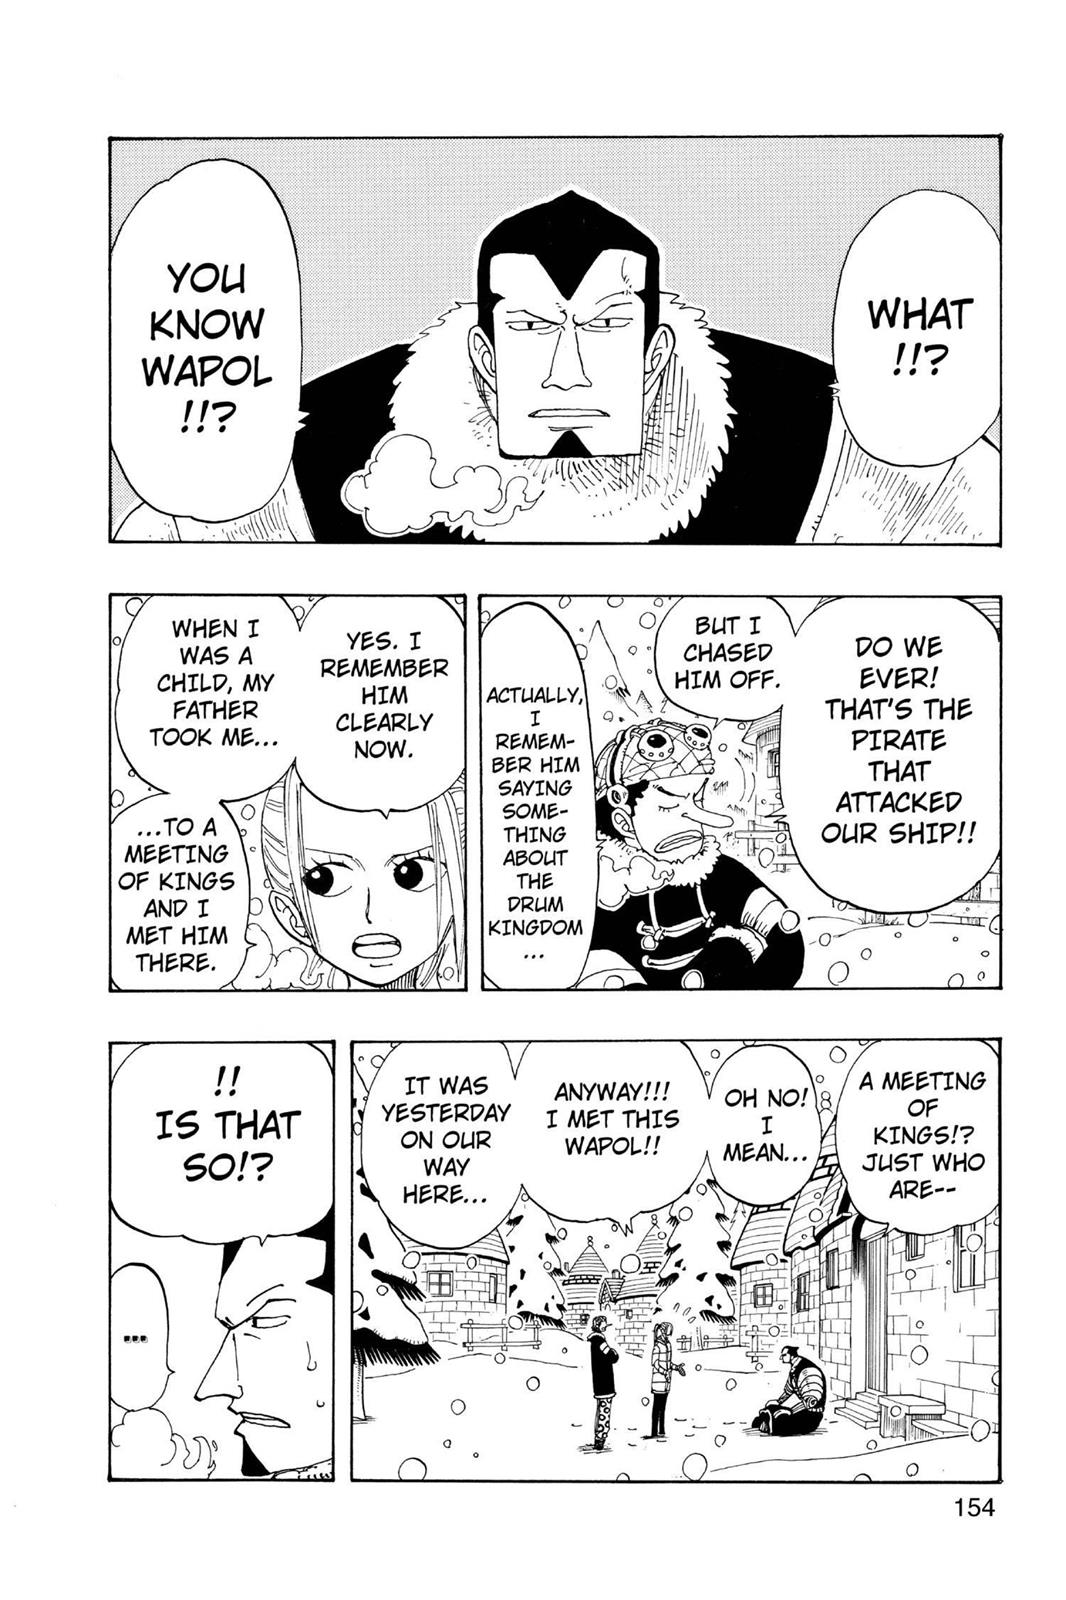 WHAT
!!?
YOU
KNOW
WAPOL
!!?
DO WE
EVER!
THAT'S THE
PIRATE
THAT
ATTACKED
OUR SHIP!!
BUT I
CHASED
HIM OFF.
ACTUALLY,
I
REMEM-
BER HIM
SAYING
SOME-
THING
ABOUT
THE
DRUM
KINGDOM
...
YES. I
REMEMBER
HIM
CLEARLY
NOW.
WHEN I
WAS A
CHILD, MY
FATHER
TOOK ME...
...TO A
MEETING
OF KINGS
AND I
MET HIM
THERE.
A MEETING
OF
KINGS!?
JUST WHO
ARE--
OH NO!
I
MEAN...
ANYWAY!!!
I MET THIS
WAPOL!!
IT WAS
YESTERDAY
ON OUR
WAY
HERE...
!!
IS THAT
SO!?
...
154